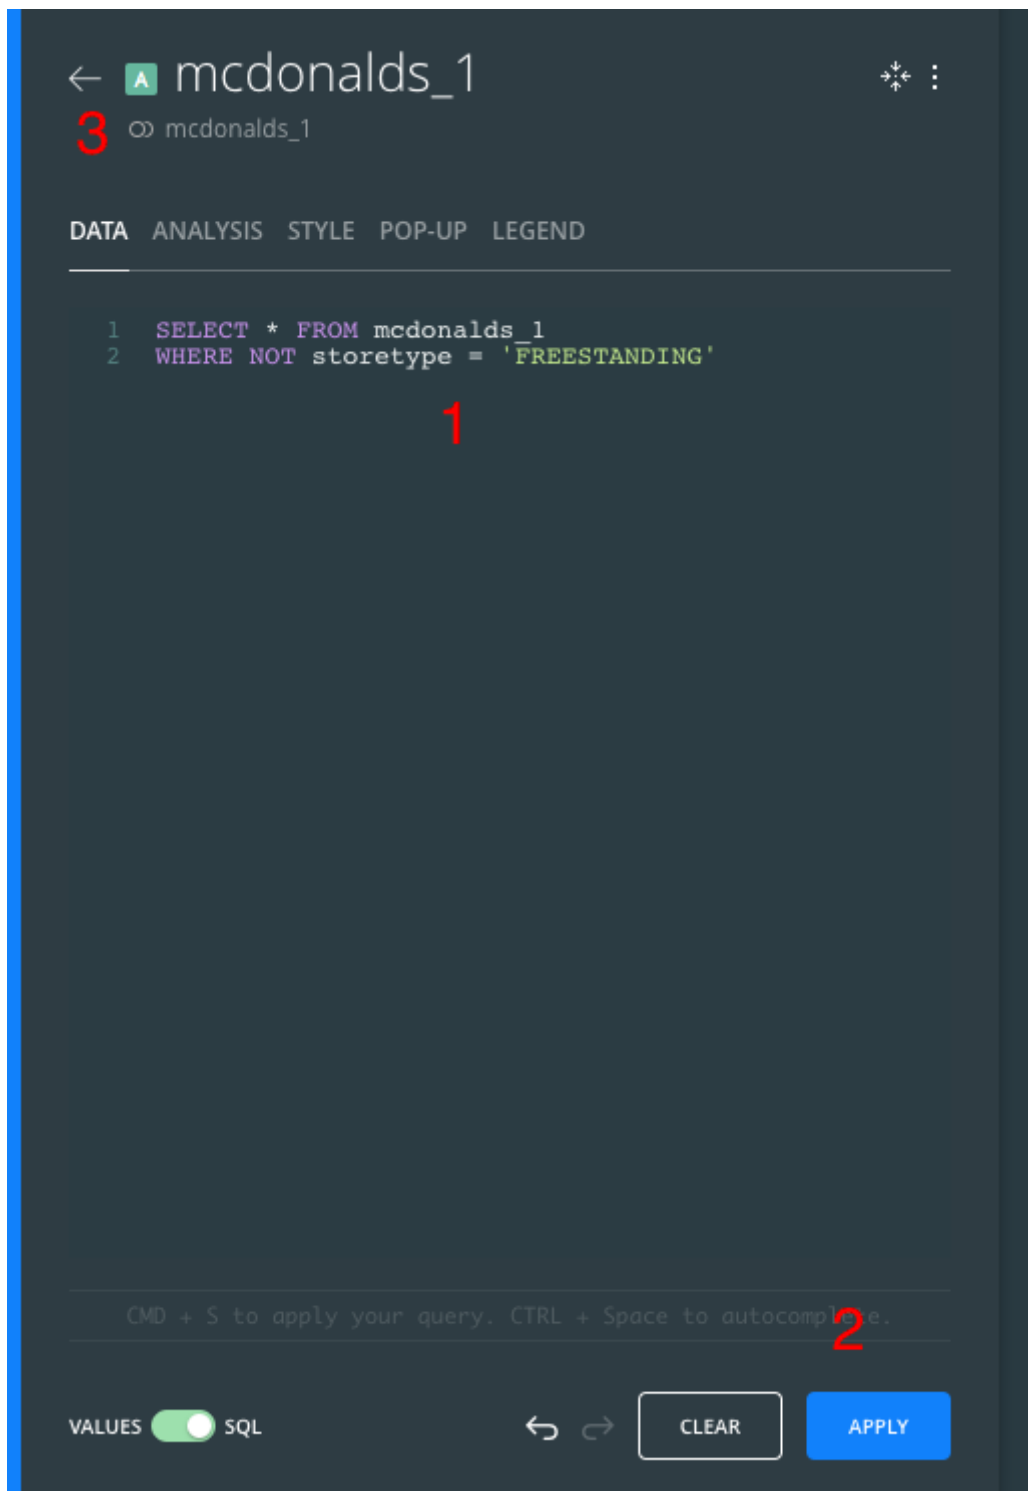 A mcdonalds_1
3 mcdonalds_1
DATA ANALYSIS STYLE POP-UP LEGEND
1 SELECT * FROM mcdonalds_1
2 WHERE NOT storetype = 'FREESTANDING'
1
CMD + S to apply your query. CTRL + Space to autocomplete.
2
VALUES SQL CLEAR APPLY